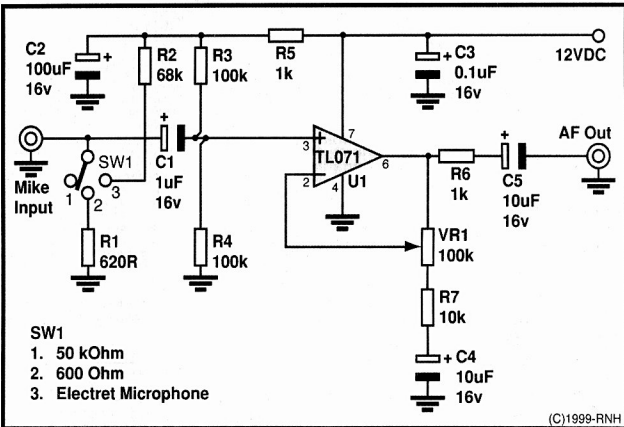 C2
100uF
16v
+
R2
68k
R3
100k
R5
1k
+
C3
0.1uF
16v
12VDC
Mike
Input
SW1
1
2
3
+
C1
1uF
16v
3
2
+
–
7
4
6
TL071
U1
R6
1k
+
C5
10uF
16v
AF Out
R1
620R
R4
100k
VR1
100k
R7
10k
+
C4
10uF
16v
SW1
1. 50 kOhm
2. 600 Ohm
3. Electret Microphone
(C)1999-RNH